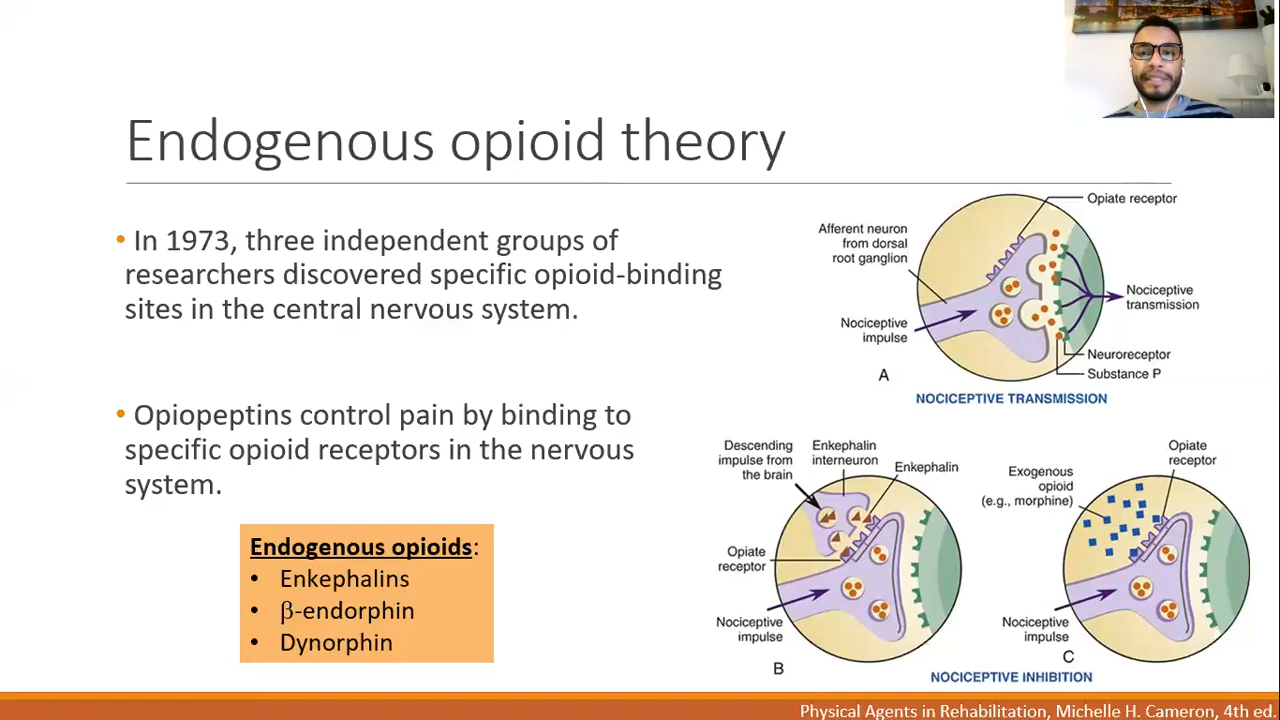 Endogenous opioid theory
• In 1973, three independent groups of
researchers discovered specific opioid-binding
sites in the central nervous system.
• Opiopeptins control pain by binding to
specific opioid receptors in the nervous
system.
Endogenous opioids:
• Enkephalins
• β-endorphin
• Dynorphin
Opiate receptor
Afferent neuron
from dorsal
root ganglion
Nociceptive
transmission
Nociceptive
impulse
Neuroreceptor
Substance P
A
NOCICEPTIVE TRANSMISSION
Descending
impulse from
the brain
Enkephalin
interneuron
Enkephalin
Opiate
receptor
Nociceptive
impulse
B
Exogenous
opioid
(e.g., morphine)
Opiate
receptor
Nociceptive
impulse
C
NOCICEPTIVE INHIBITION
Physical Agents in Rehabilitation, Michelle H. Cameron, 4th ed.